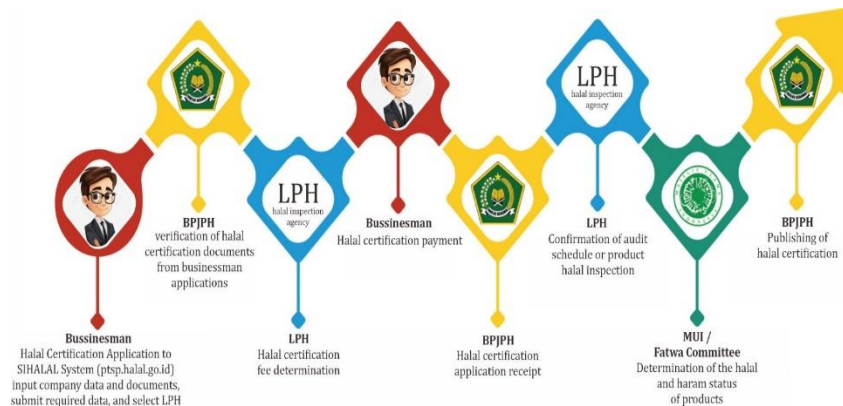 Bussinesman
Halal Certification Application to
SIHALAL System (ptsp.halal.go.id)
input company data and documents,
submit required data, and select LPH
BPJPH
verification of halal
certification documents
from businessman
applications
LPH
halal inspection
agency
LPH
Halal certification
fee determination
Bussinesman
Halal certification payment
BPJPH
Halal certification
application receipt
LPH
halal inspection
agency
LPH
Confirmation of audit
schedule or product
halal inspection
MUI /
Fatwa Committee
Determination of the halal
and haram status
of products
BPJPH
Publishing of
halal certification